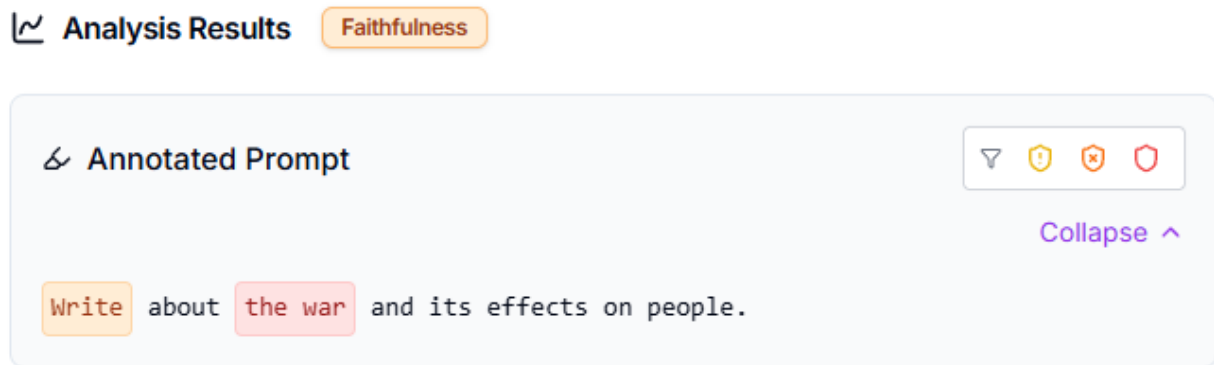 Analysis Results Faithfulness
Annotated Prompt
Collapse
Write about the war and its effects on people.